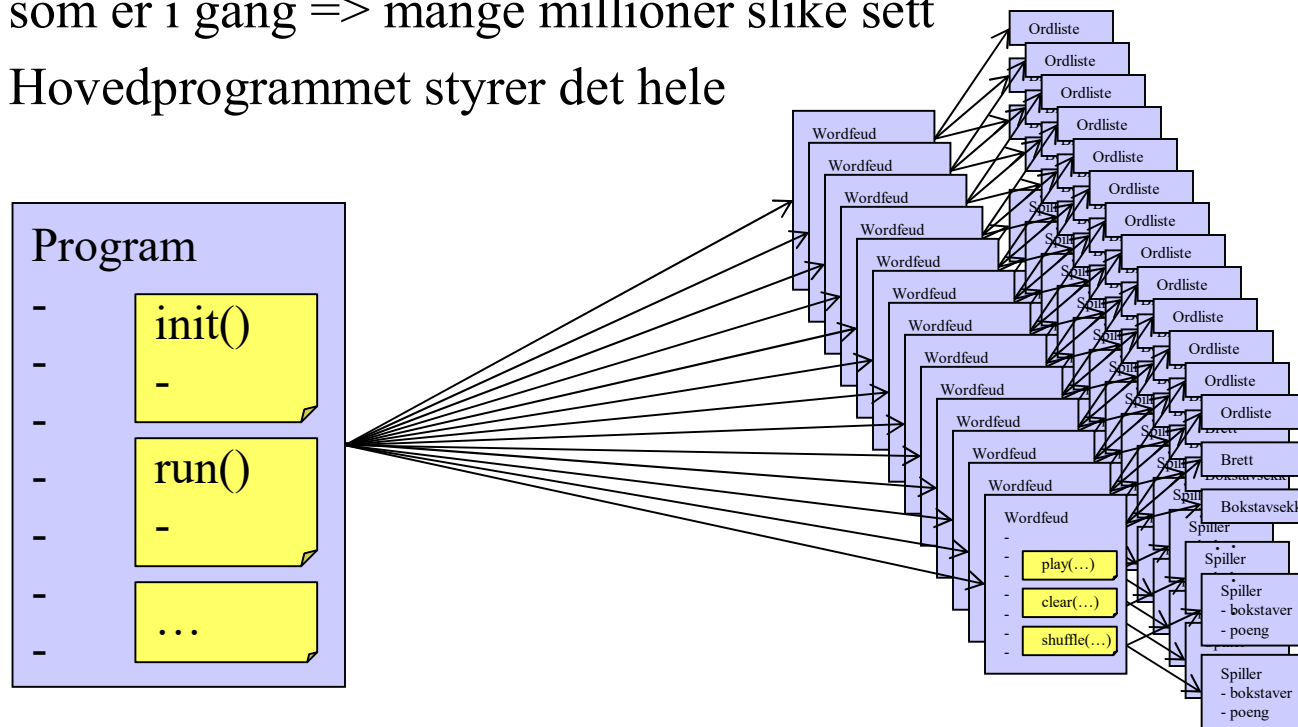 som er i gang => mange millioner slike sett
Hovedprogrammet styrer det hele
Program
-
-
-
-
-
-
-
init()
-
run()
-
…
Wordfeud
Wordfeud
Wordfeud
Wordfeud
Wordfeud
Wordfeud
Wordfeud
Wordfeud
Wordfeud
Wordfeud
Wordfeud
Wordfeud
Wordfeud
-
-
-
-
-
-
-
play(…)
clear(…)
shuffle(…)
Ordliste
Ordliste
Ordliste
Ordliste
Ordliste
Ordliste
Ordliste
Ordliste
Ordliste
Ordliste
Ordliste
Ordliste
Ordliste
Brett
Bokstavsekk
Spiller
Spiller
Spiller
- bokstaver
- poeng
Spiller
- bokstaver
- poeng